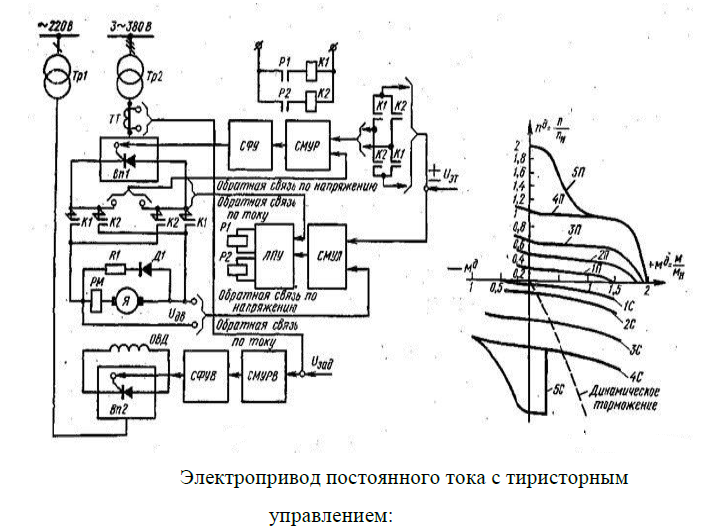 ~220 В
3~380 В
Тр1
Тр2
ТТ
Р1
К1
Р2
К2
К1
К2
К2
К1
СФУ
СМУР
Вп1
Обратная связь по напряжению
Обратная связь
по току
± Uзт
К1
К2
К2
К1
Р1
Р2
ЛПУ
СМУЛ
R1
Д1
РМ
Я
Uдв
Обратная связь по
напряжению
Обратная связь
по току
ОВД
Uзад
СФУВ
СМУРВ
Вп2
nд= n/nн
2
1,8
1,6
1,4
1,2
1
0,8
0,6
0,4
0,2
5П
4П
3П
2П
1П
−Мд
+Мд= М/Мн
1
0,5
1
1,5
2
1С
2С
3С
4С
5С
Динамическое
торможение
Электропривод постоянного тока с тиристорным
управлением: